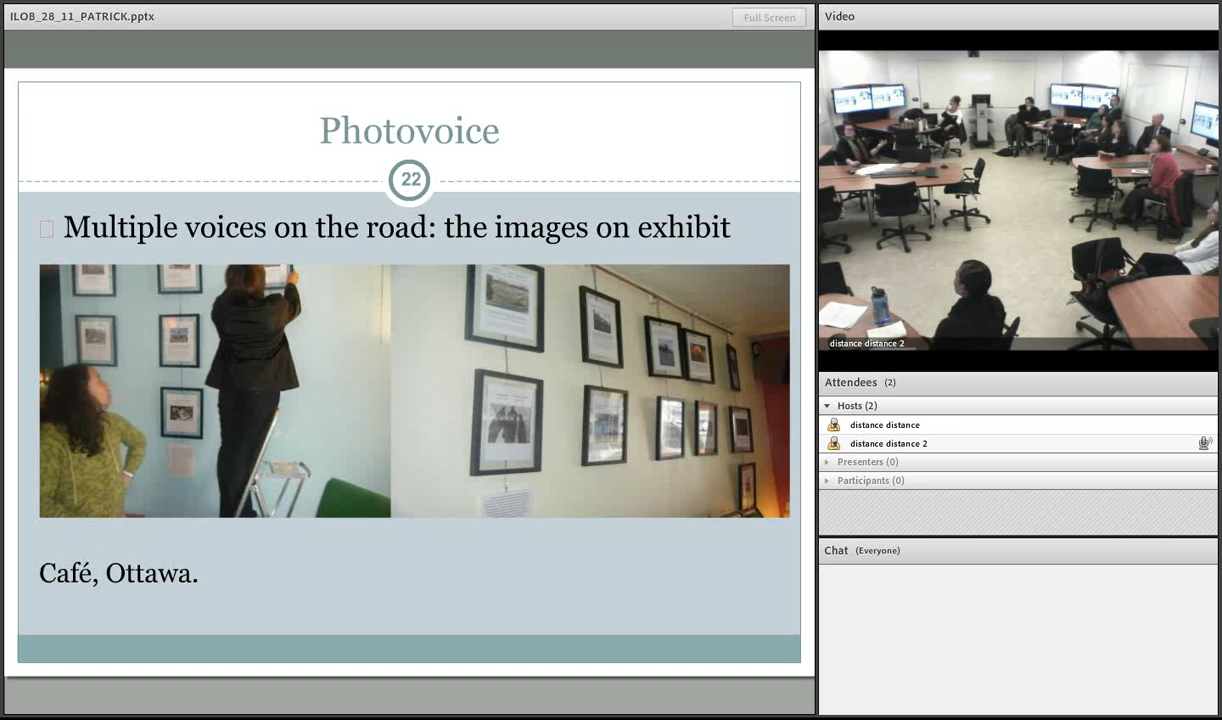 ILOB_28_11_PATRICK.pptx
Full Screen
Photovoice
22
Multiple voices on the road: the images on exhibit
Café, Ottawa.
Video
distance distance 2
Attendees (2)
Hosts (2)
distance distance
distance distance 2
Presenters (0)
Participants (0)
Chat (Everyone)